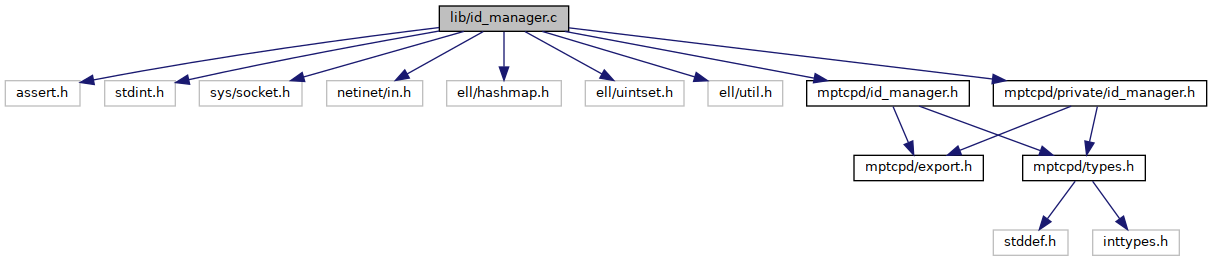 lib/id_manager.c
assert.h
stdint.h
sys/socket.h
netinet/in.h
ell/hashmap.h
ell/uintset.h
ell/util.h
mptcpd/id_manager.h
mptcpd/private/id_manager.h
mptcpd/export.h
mptcpd/types.h
stddef.h
inttypes.h